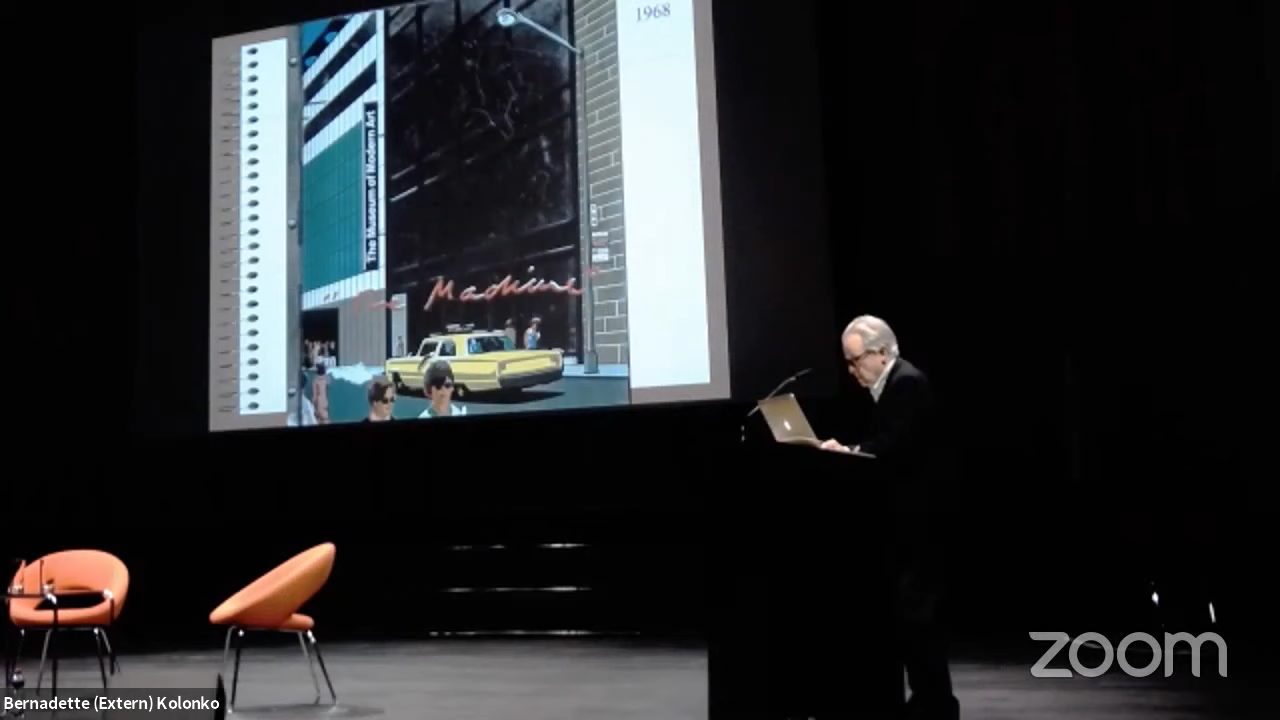 1968
The Museum of Modern Art
Machine
zoom
Bernadette (Extern) Kolonko